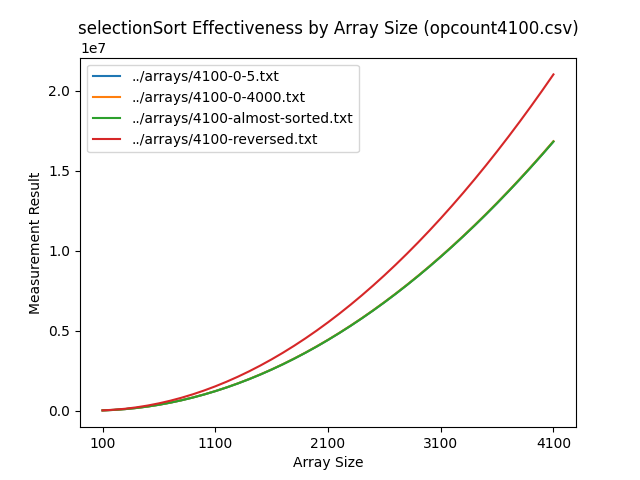 selectionSort Effectiveness by Array Size (opcount4100.csv)
1e7
../arrays/4100-0-5.txt
../arrays/4100-0-4000.txt
../arrays/4100-almost-sorted.txt
../arrays/4100-reversed.txt
2.0
1.5
1.0
0.5
0.0
Measurement Result
100 1100 2100 3100 4100
Array Size